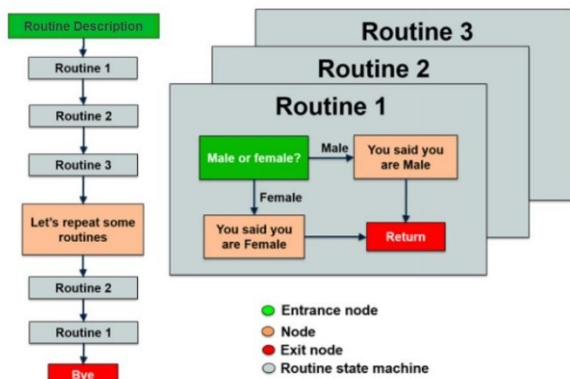 Routine Description
Routine 1
Routine 2
Routine 3
Let's repeat some
routines
Routine 2
Routine 1
Bye
Routine 3
Routine 2
Routine 1
Male or female?
Male
You said you
are Male
Female
You said you
are Female
Return
Entrance node
Node
Exit node
Routine state machine